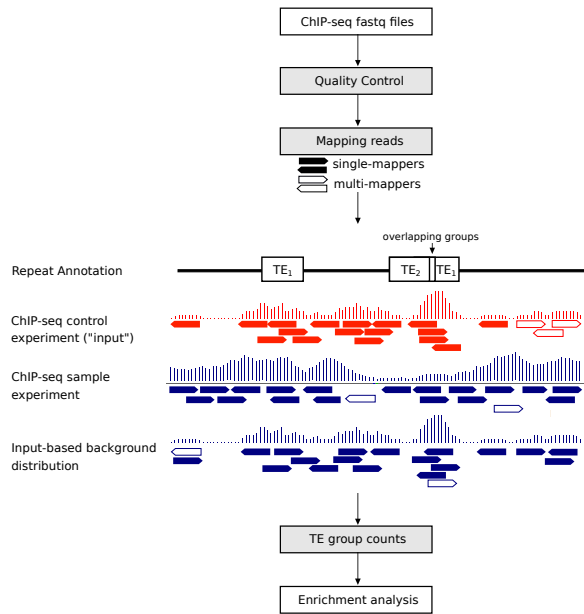 ChIP-seq fastq files
Quality Control
Mapping reads
single-mappers
multi-mappers
overlapping groups
Repeat Annotation
TE1 TE2 TE1
ChIP-seq control
experiment ("input")
ChIP-seq sample
experiment
Input-based background
distribution
TE group counts
Enrichment analysis